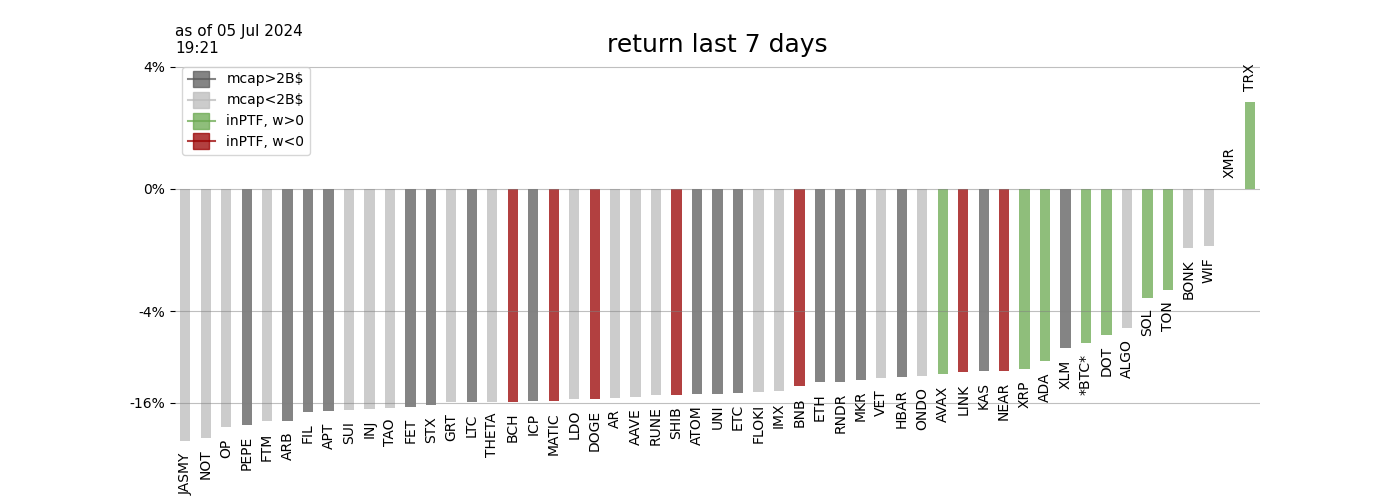 as of 05 Jul 2024
19:21
return last 7 days
4%
mcap>2B$
mcap<2B$
inPTF, w>0
inPTF, w<0
0%
-4%
-16%
JASMY
NOT
OP
PEPE
FTM
ARB
FIL
APT
SUI
INJ
TAO
FET
STX
GRT
LTC
THETA
BCH
ICP
MATIC
LDO
DOGE
AR
AAVE
RUNE
SHIB
ATOM
UNI
ETC
FLOKI
IMX
BNB
ETH
RNDR
MKR
VET
HBAR
ONDO
AVAX
LINK
KAS
NEAR
XRP
ADA
XLM
*BTC*
DOT
ALGO
SOL
TON
BONK
WIF
XMR
TRX